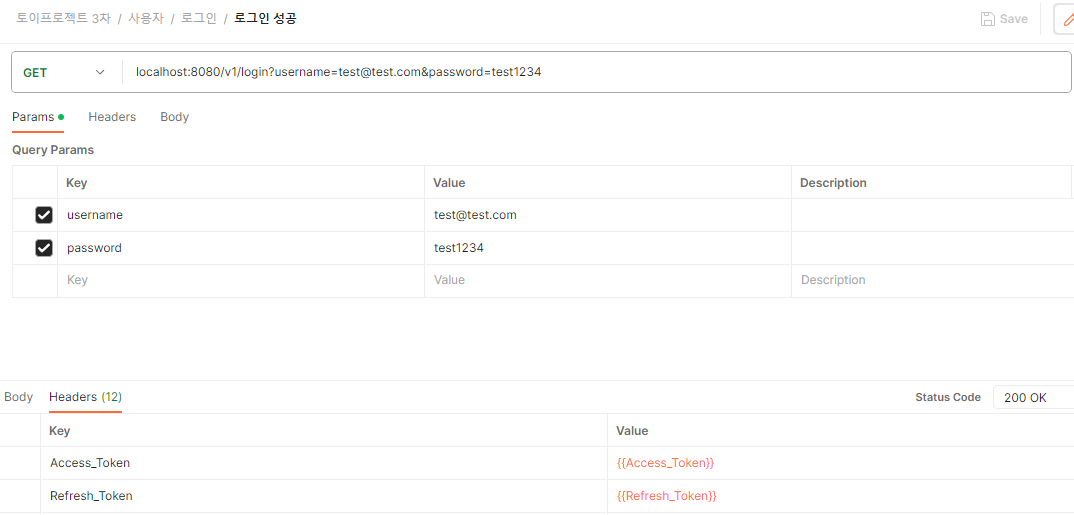 토이프로젝트 3차 / 사용자 / 로그인 / 로그인 성공 Save
GET localhost:8080/v1/login?username=test@test.com&password=test1234
Params Headers Body
Query Params
Key Value Description
username test@test.com
password test1234
Key Value Description
Body Headers (12) Status Code 200 OK
Key Value
Access_Token {{Access_Token}}
Refresh_Token {{Refresh_Token}}